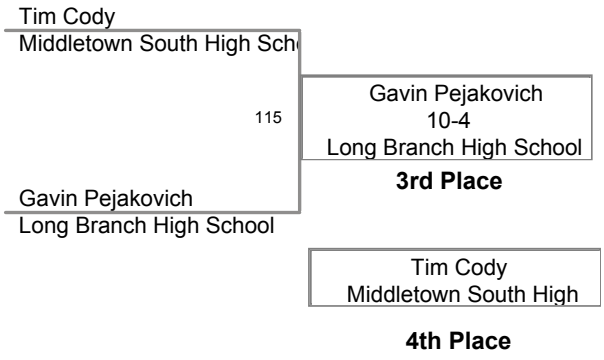 Tim Cody
Middletown South High Sch
115
Gavin Pejakovich
10-4
Long Branch High School
3rd Place
Gavin Pejakovich
Long Branch High School
Tim Cody
Middletown South High
4th Place